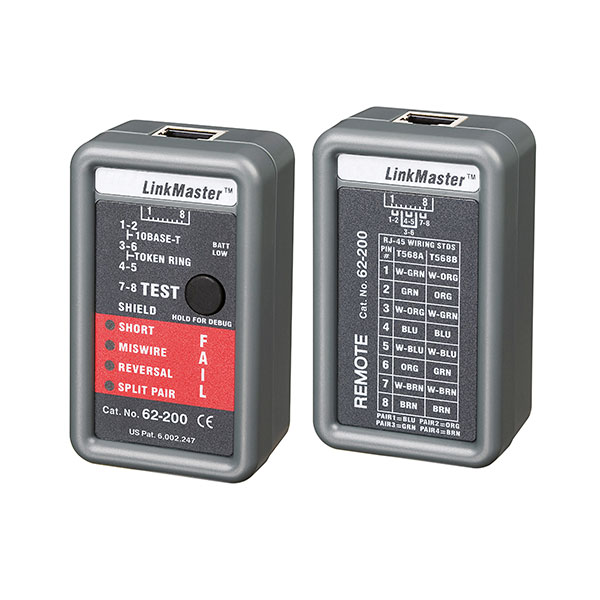 LinkMaster™
1 8
1-2
10BASE-T
3-6
TOKEN RING
4-5
BATT
LOW
7-8 TEST
SHIELD HOLD FOR DEBUG
SHORT
MISWIRE
REVERSAL
SPLIT PAIR
FAIL
Cat. No. 62-200 CE
US Pat. 6,002.247
LinkMaster™
1 8
1-2 4-5 7-8
3-6
REMOTE Cat. No. 62-200
RJ-45 WIRING STDS
PIN # T568A T568B
1 W-GRN W-ORG
2 GRN ORG
3 W-ORG W-GRN
4 BLU BLU
5 W-BLU W-BLU
6 ORG GRN
7 W-BRN W-BRN
8 BRN BRN
PAIR1=BLU PAIR2=ORG
PAIR3=GRN PAIR4=BRN